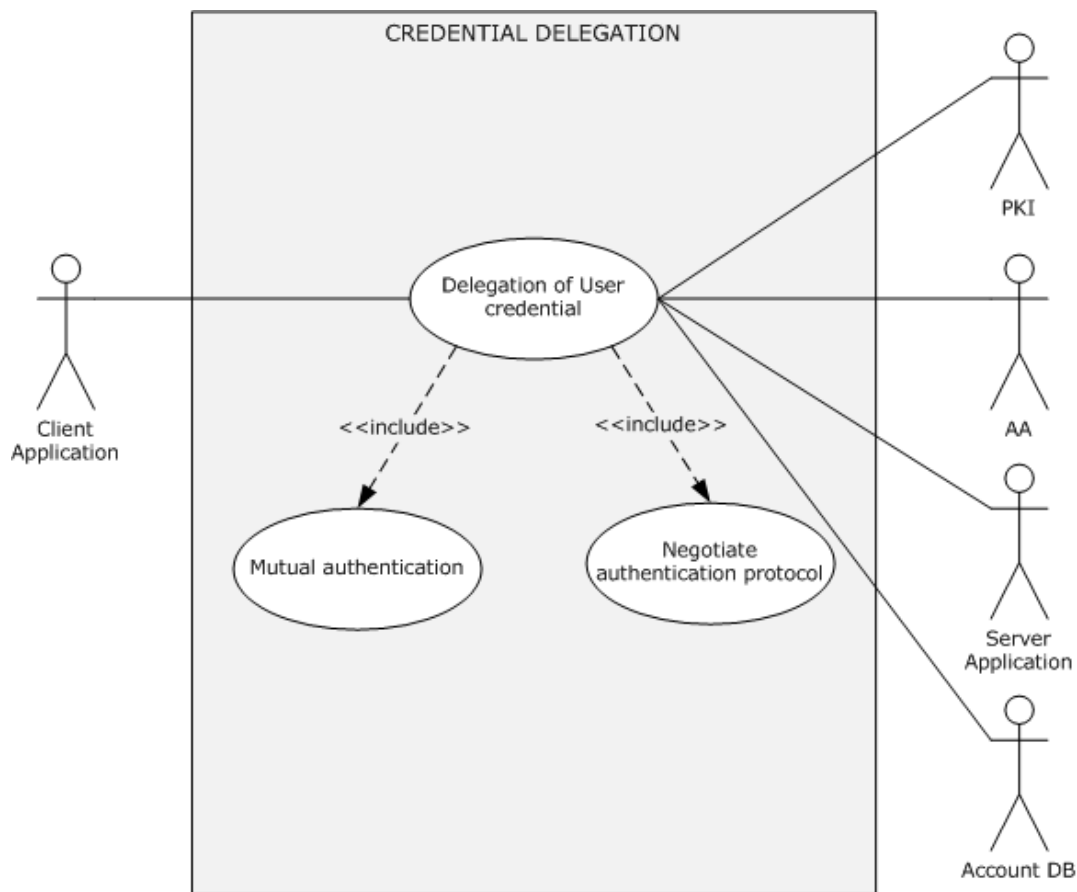 CREDENTIAL DELEGATION
PKI
Delegation of User
credential
Client
Application
AA
<<include>>
<<include>>
Mutual authentication
Negotiate
authentication protocol
Server
Application
Account DB